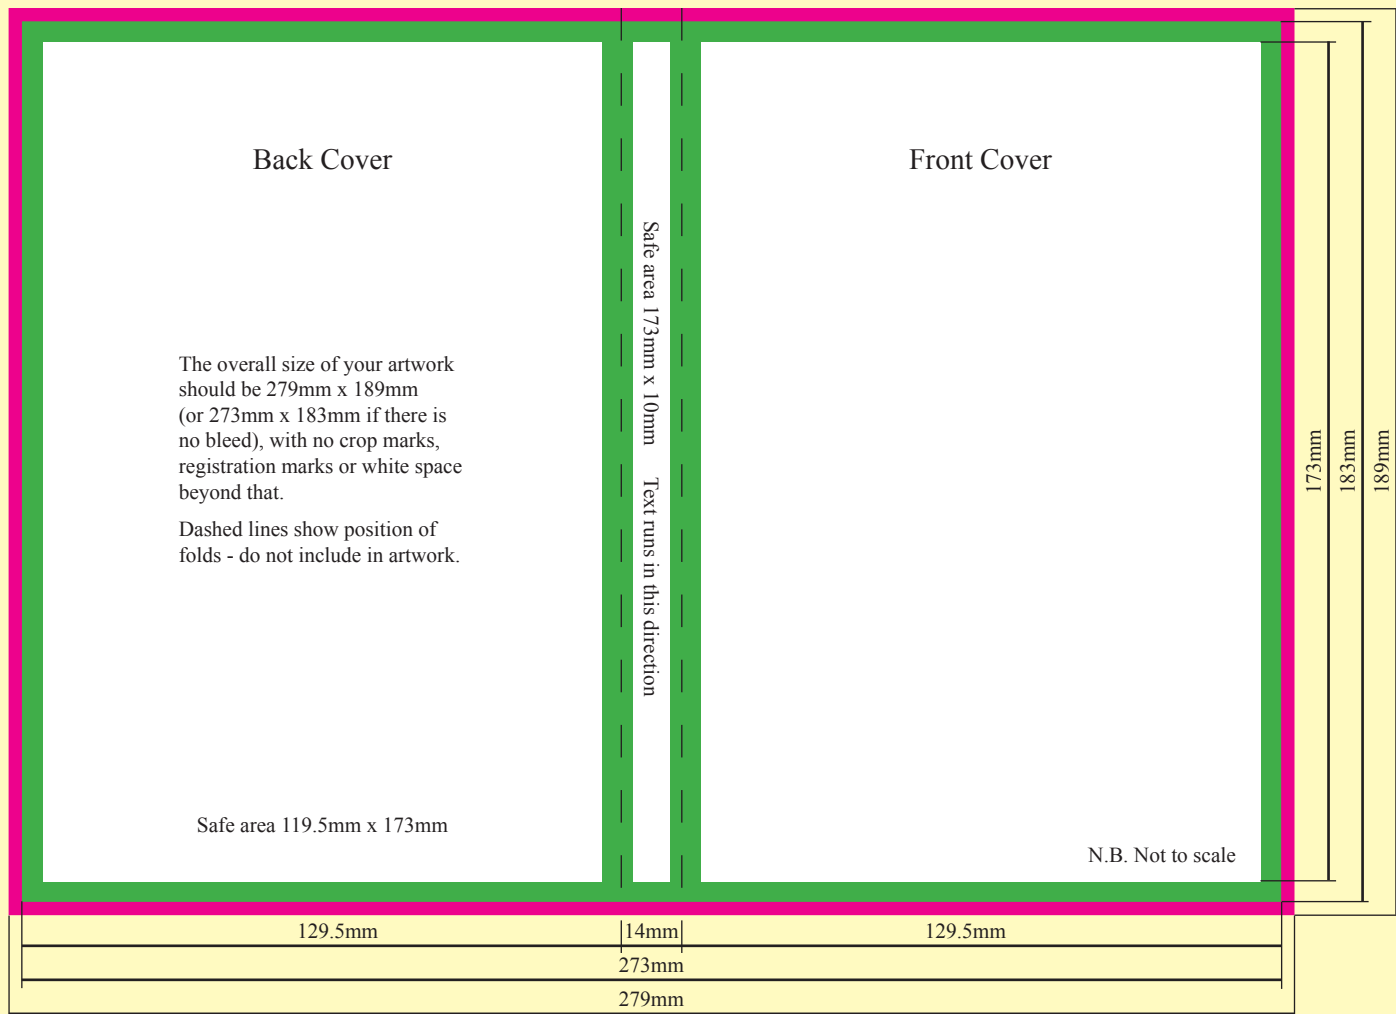 Back Cover
Front Cover
The overall size of your artwork
should be 279mm x 189mm
(or 273mm x 183mm if there is
no bleed), with no crop marks,
registration marks or white space
beyond that.
Dashed lines show position of
folds - do not include in artwork.
Safe area 119.5mm x 173mm
Safe area 173mm x 10mm Text runs in this direction
N.B. Not to scale
173mm
183mm
189mm
129.5mm
14mm
129.5mm
273mm
279mm